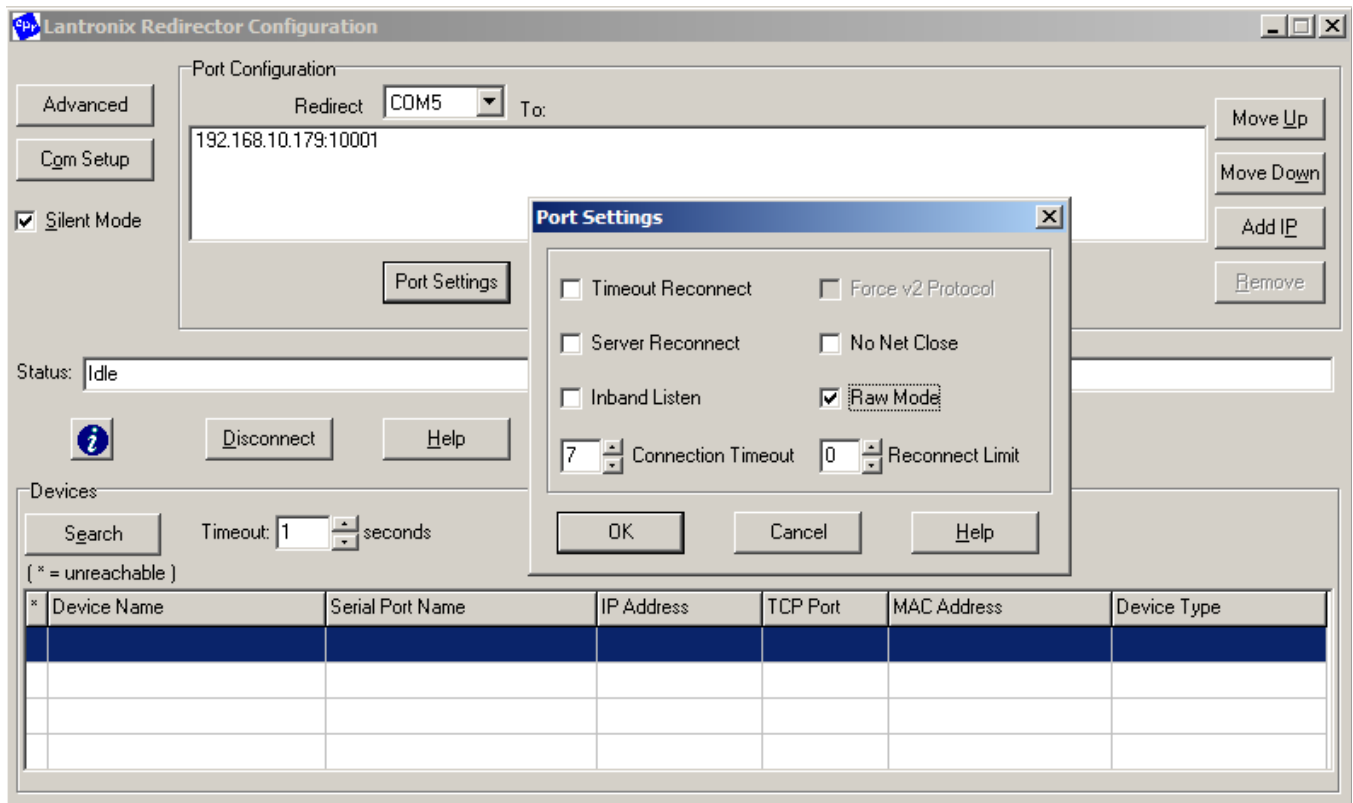 cpr Lantronix Redirector Configuration
Port Configuration
Advanced
Redirect COM5 To:
Move Up
192.168.10.179:10001
Com Setup
Move Down
Silent Mode
Add IP
Port Settings
Remove
Port Settings
Timeout Reconnect Force v2 Protocol
Server Reconnect No Net Close
Inband Listen Raw Mode
7 Connection Timeout 0 Reconnect Limit
OK Cancel Help
Status: Idle
i Disconnect Help
Devices
Search Timeout: 1 seconds
( * = unreachable )
* Device Name Serial Port Name IP Address TCP Port MAC Address Device Type